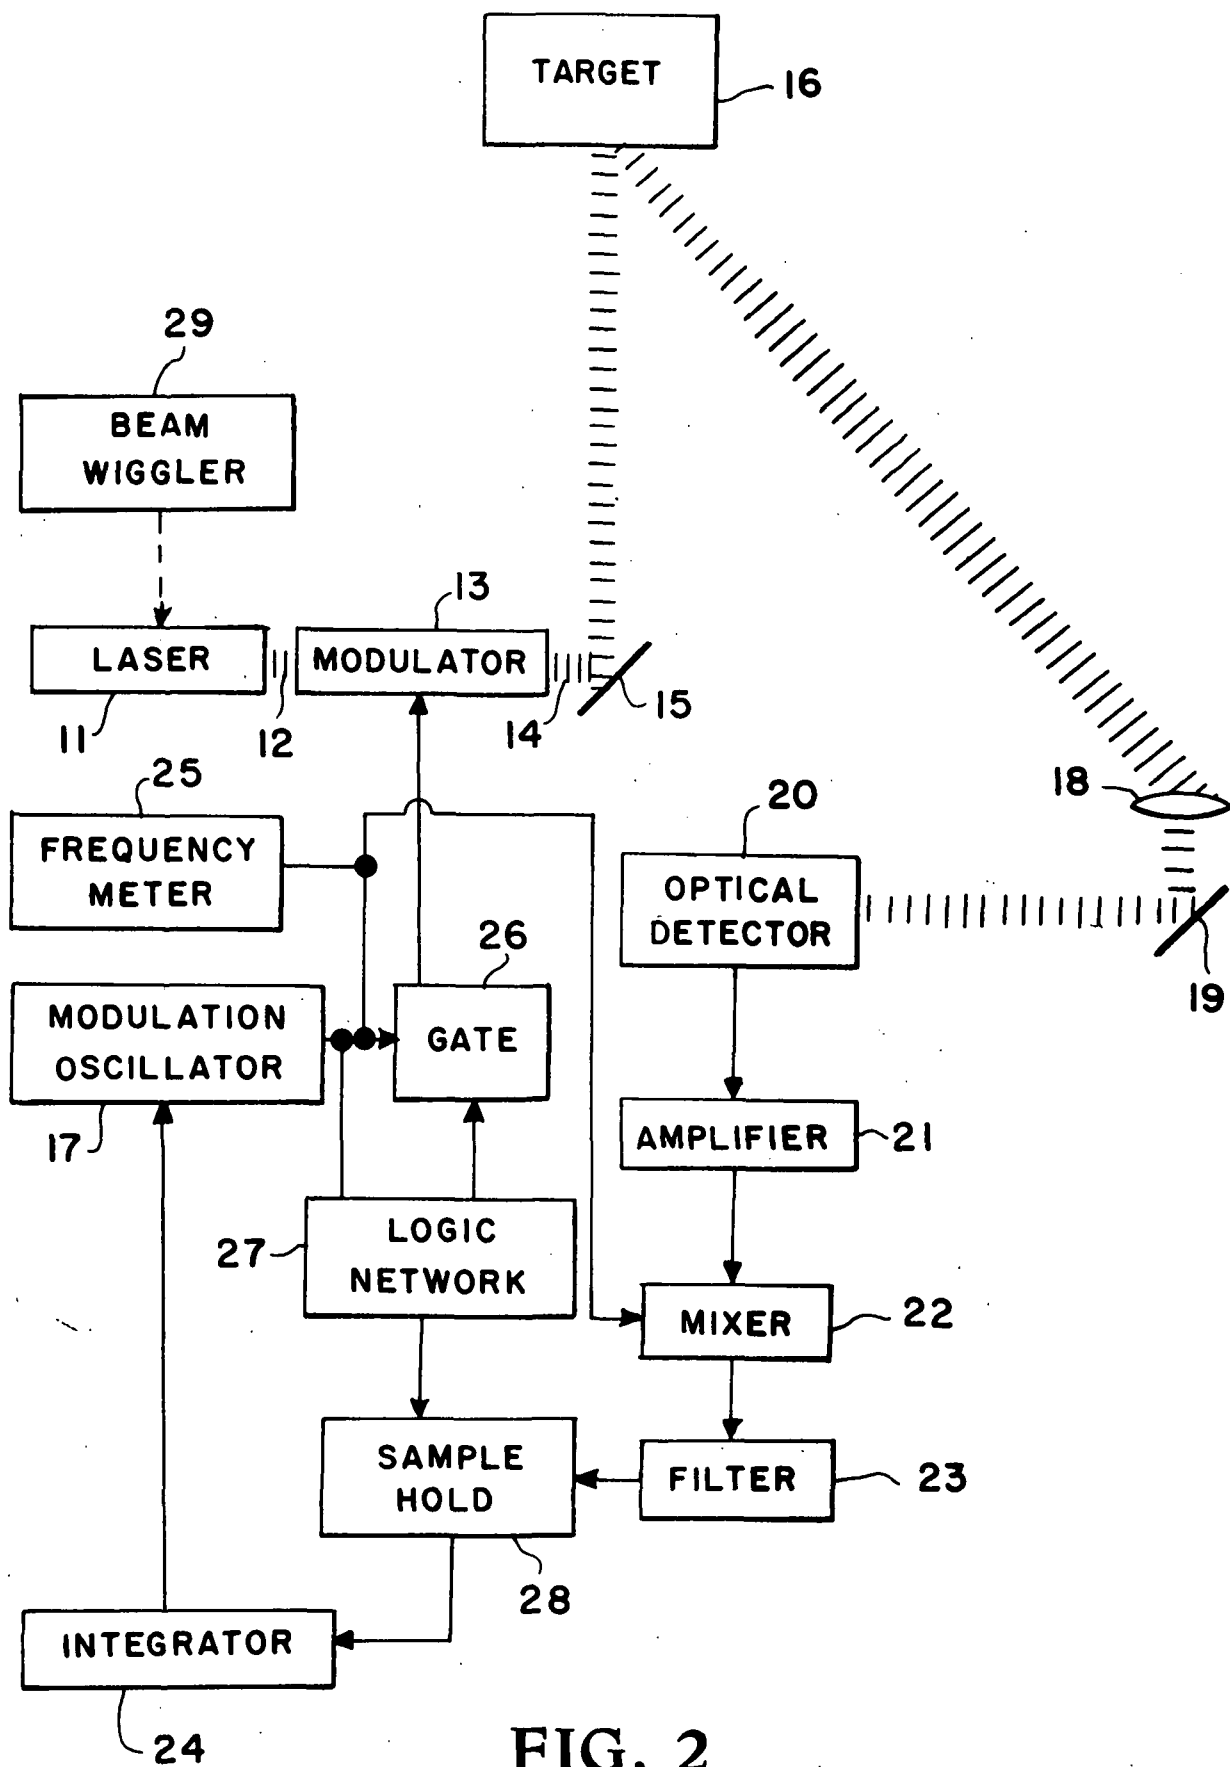 TARGET
16
29
BEAM
WIGGLER
13
LASER
MODULATOR
11
12
14
15
25
18
20
FREQUENCY
METER
OPTICAL
DETECTOR
26
19
MODULATION
OSCILLATOR
GATE
17
AMPLIFIER
21
27
LOGIC
NETWORK
MIXER
22
SAMPLE
HOLD
FILTER
23
28
INTEGRATOR
24
FIG. 2